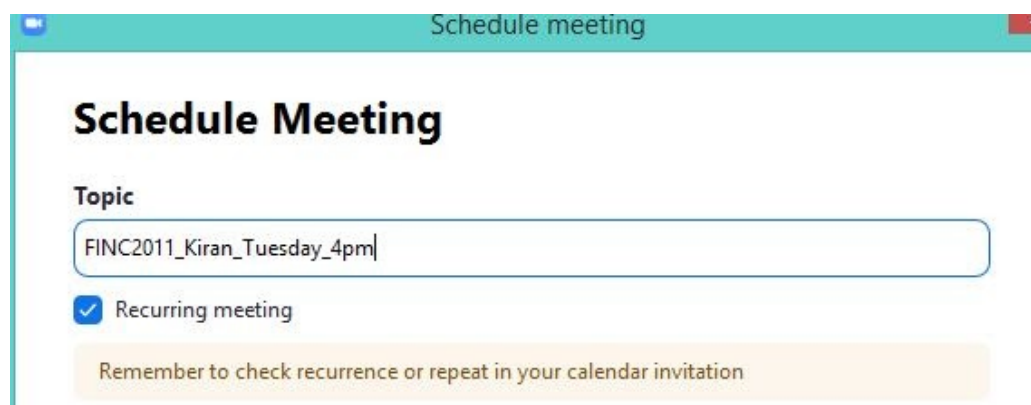 Schedule meeting
Schedule Meeting
Topic
FINC2011_Kiran_Tuesday_4pm
Recurring meeting
Remember to check recurrence or repeat in your calendar invitation